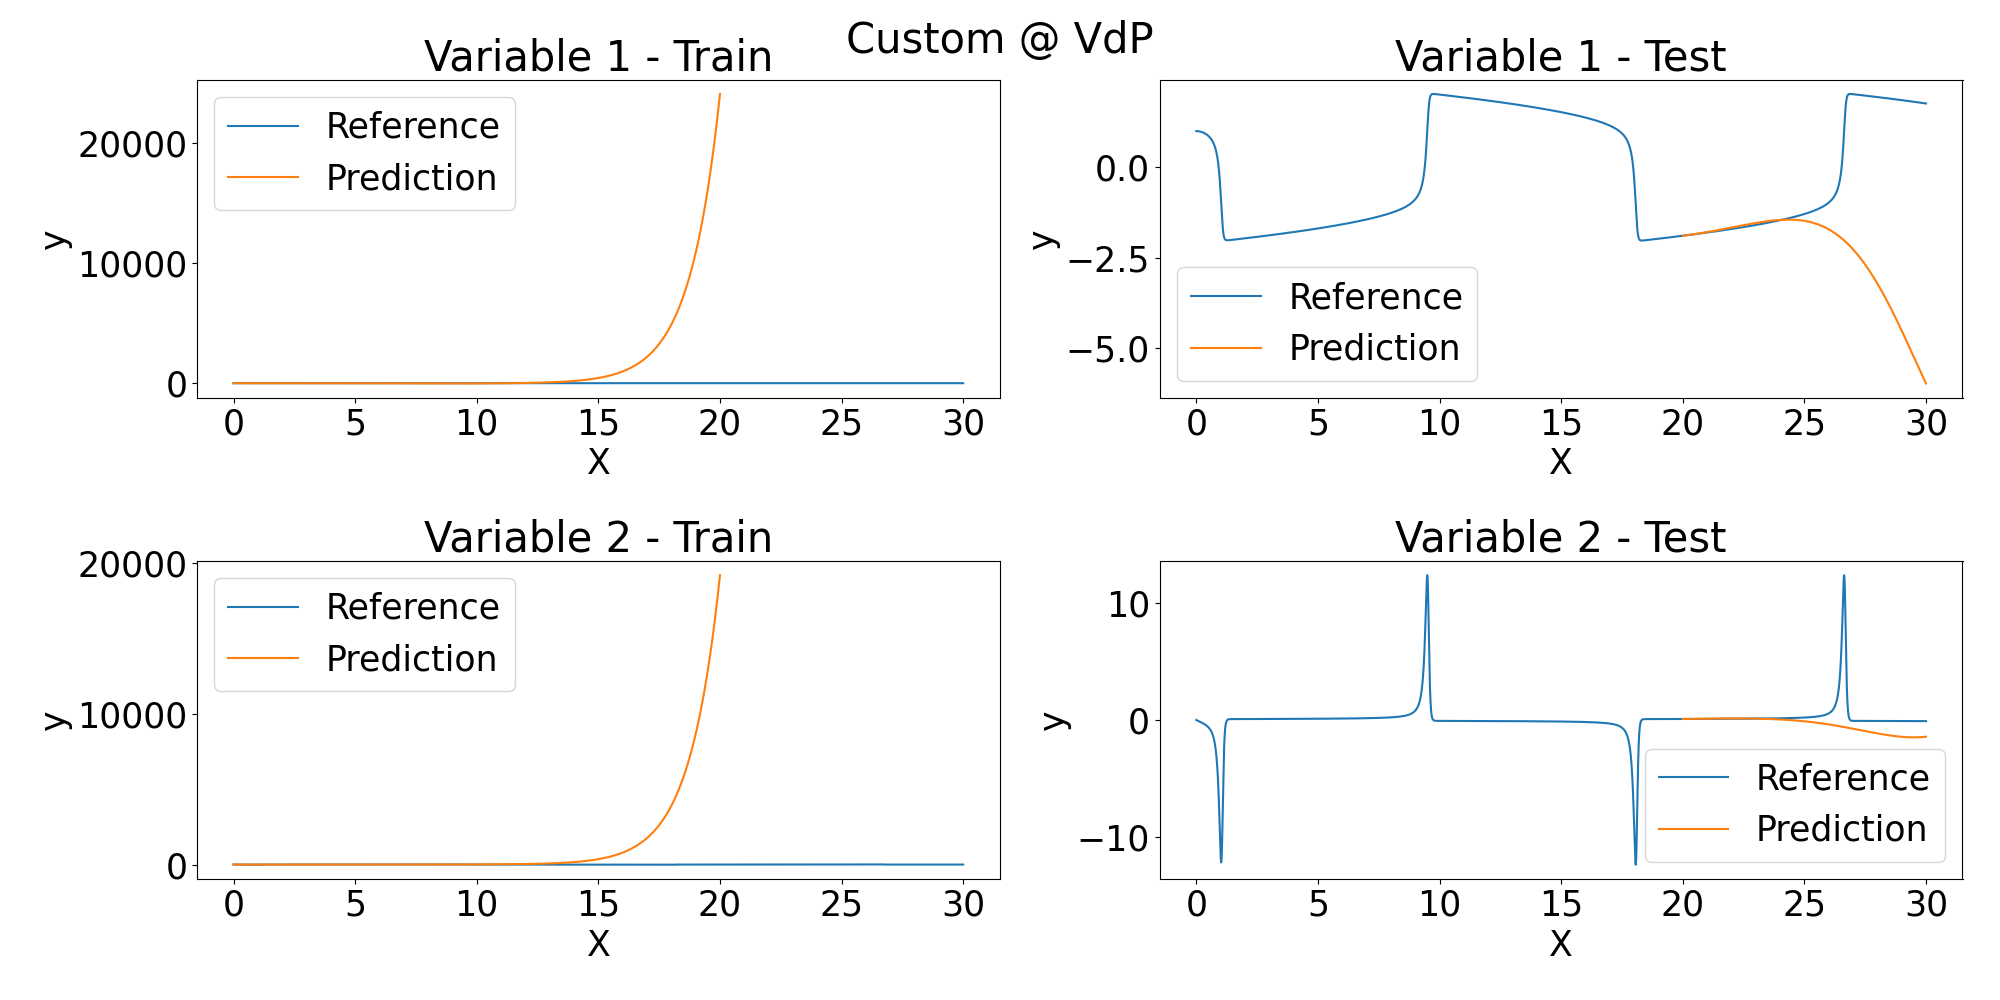 Custom @ VdP
Variable 1 - Train
20000
10000
0
y
Reference
Prediction
0 5 10 15 20 25 30
X
Variable 1 - Test
0.0
−2.5
−5.0
y
Reference
Prediction
0 5 10 15 20 25 30
X
Variable 2 - Train
20000
10000
0
y
Reference
Prediction
0 5 10 15 20 25 30
X
Variable 2 - Test
10
0
−10
y
Reference
Prediction
0 5 10 15 20 25 30
X